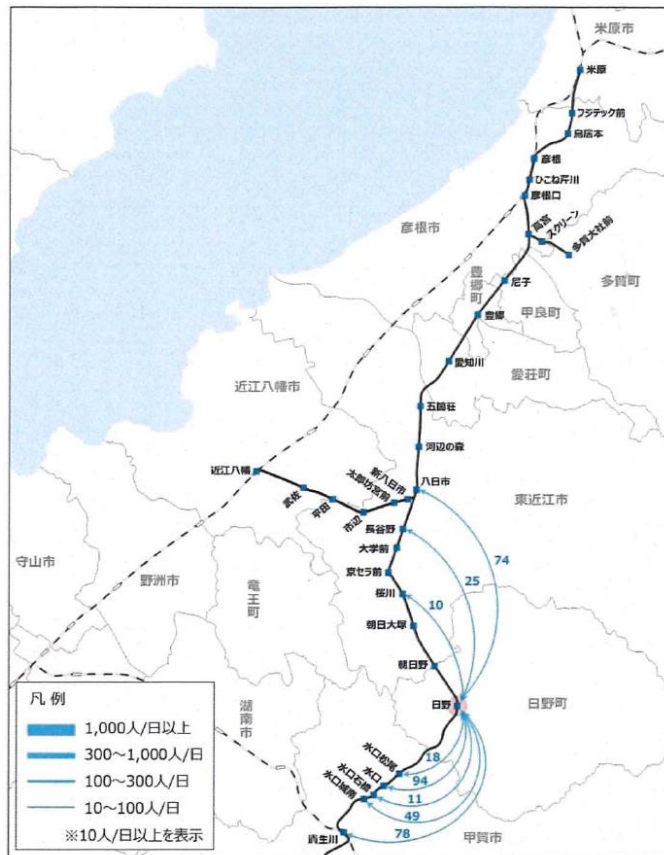 米原市
米原
フジテック前
鳥居本
彦根
ひこね芹川
彦根口
高宮
スクリーン
多賀大社前
彦根市
多賀町
豊郷町
尼子
甲良町
豊郷
愛知川
愛荘町
近江八幡市
五箇荘
河辺の森
近江八幡
武佐
平田
市辺
太郎坊宮前
新八日市
八日市
東近江市
長谷野
大学前
京セラ前
桜川
朝日大塚
朝日野
日野
日野町
守山市
野洲市
竜王町
湖南市
水口松尾
水口
水口石橋
水口城南
貴生川
甲賀市
74
25
10
18
94
11
49
78
凡 例
1,000人/日以上
300～1,000人/日
100～300人/日
10～100人/日
※10人/日以上を表示